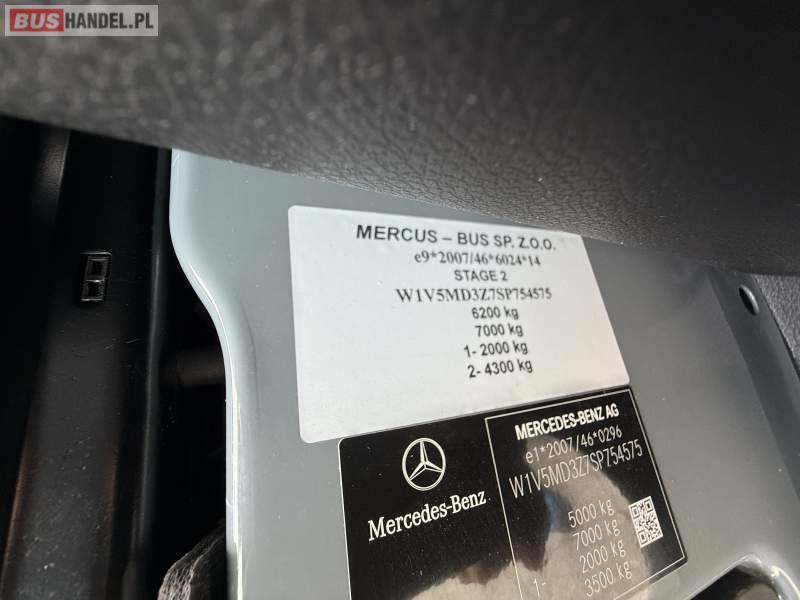 BUSHANDEL.PL
MERCUS – BUS SP. Z.O.O.
e9*2007/46*6024*14
STAGE 2
W1V5MD3Z7SP754575
6200 kg
7000 kg
1- 2000 kg
2- 4300 kg
Mercedes-Benz
MERCEDES-BENZ AG
e1*2007/46*0296
W1V5MD3Z7SP754575
5000 kg
7000 kg
1- 2000 kg
3500 kg